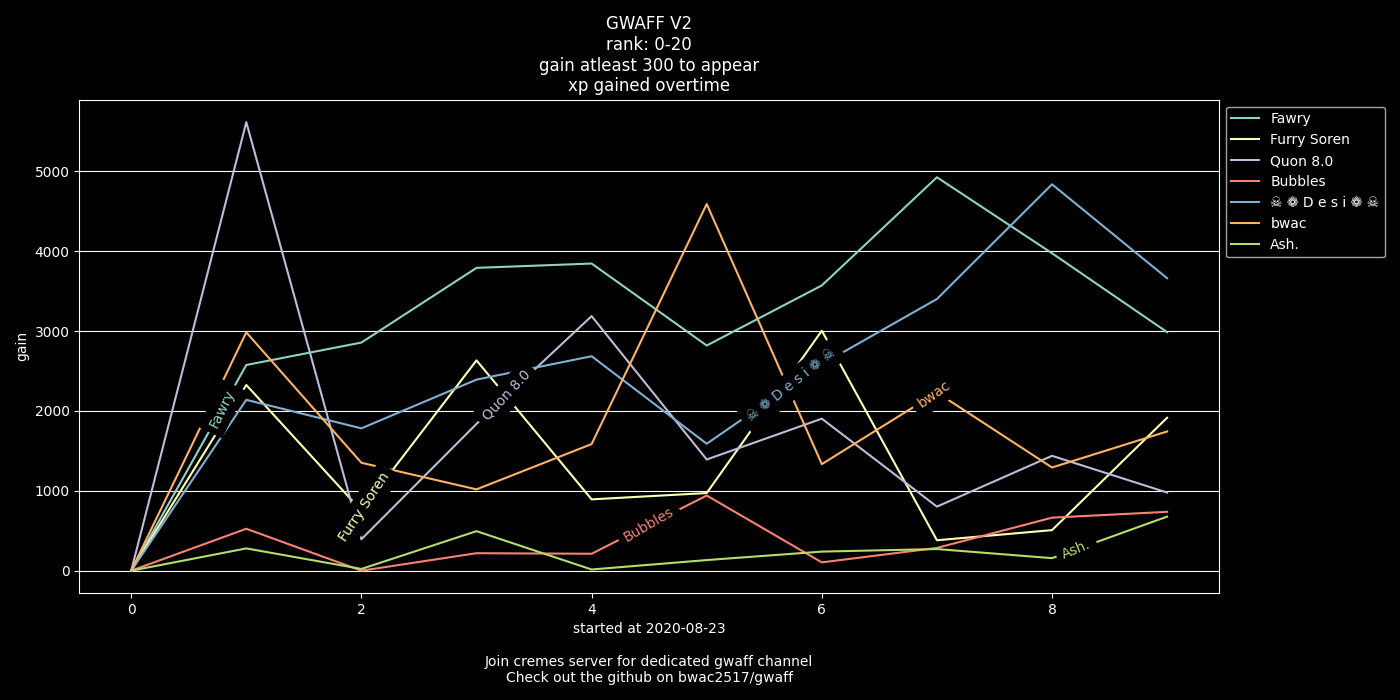 GWAFF V2
rank: 0-20
gain atleast 300 to appear
xp gained overtime
Fawry
Furry Soren
Quon 8.0
Bubbles
☠ ❁ D e s i ❁ ☠
bwac
Ash.
gain
5000
4000
3000
2000
1000
0
Fawry
Furry Soren
Quon 8.0
Bubbles
☠ ❁ D e s i ❁ ☠
bwac
Ash.
0
2
4
6
8
started at 2020-08-23
Join cremes server for dedicated gwaff channel
Check out the github on bwac2517/gwaff